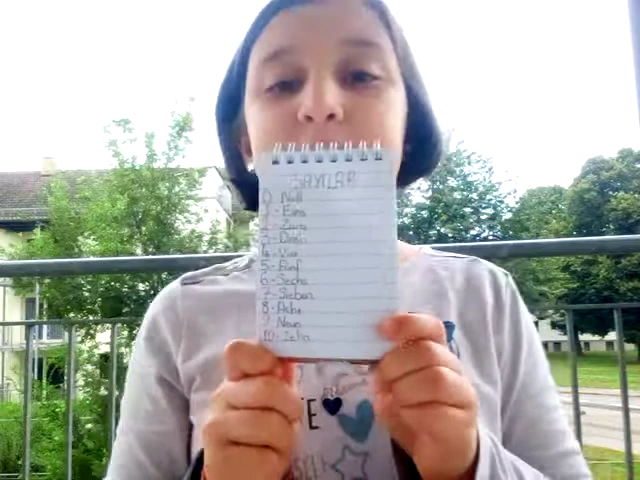 SAYILAR
0- Null
1- Eins
2- Zwei
3- Drei
4- Vier
5- Fünf
6- Sechs
7- Sieben
8- Acht
9- Neun
10- Zehn